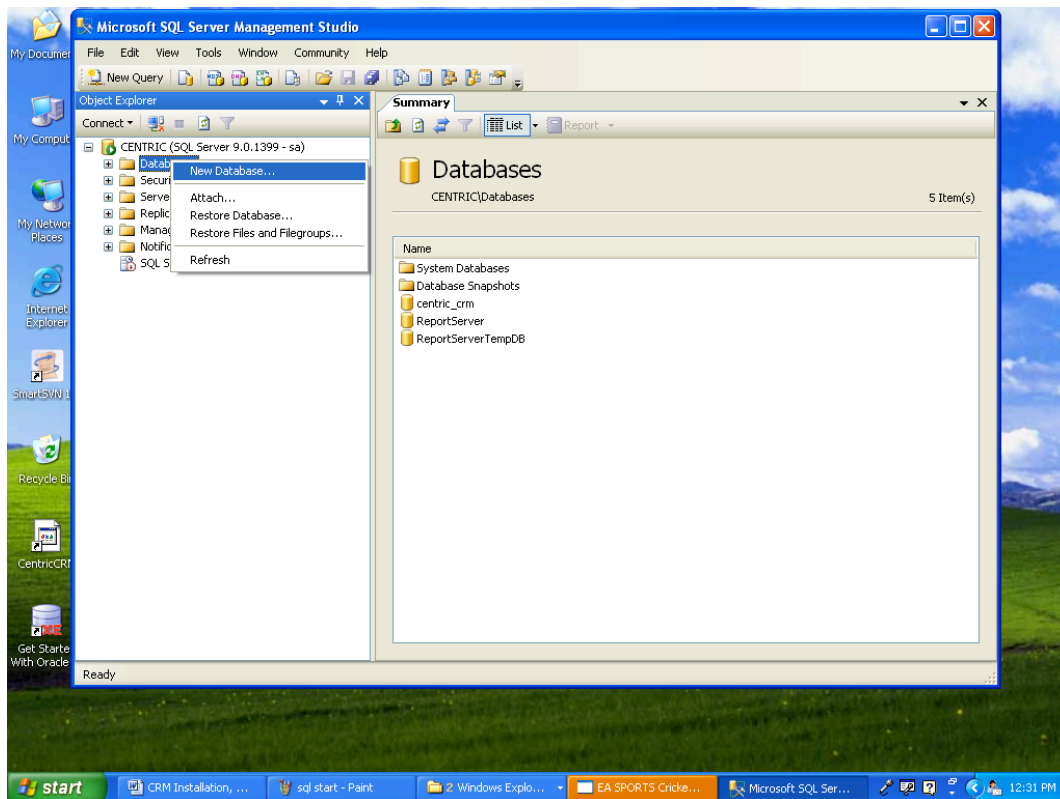 My Documer
My Comput
My Networ
Places
Internet
Explorer
SmartSVN 1
Recycle Bi
CentricCRM
Get Starte
With Oracle
Microsoft SQL Server Management Studio
File Edit View Tools Window Community Help
New Query
Object Explorer
Connect
CENTRIC (SQL Server 9.0.1399 - sa)
Datab
Securi
Serve
Replic
Manag
Notific
SQL S
New Database...
Attach...
Restore Database...
Restore Files and Filegroups...
Refresh
Summary
List Report
Databases
CENTRIC\Databases 5 Item(s)
Name
System Databases
Database Snapshots
centric_crm
ReportServer
ReportServerTempDB
Ready
start CRM Installation, ... sql start - Paint 2 Windows Explo... EA SPORTS Cricke... Microsoft SQL Ser... 12:31 PM